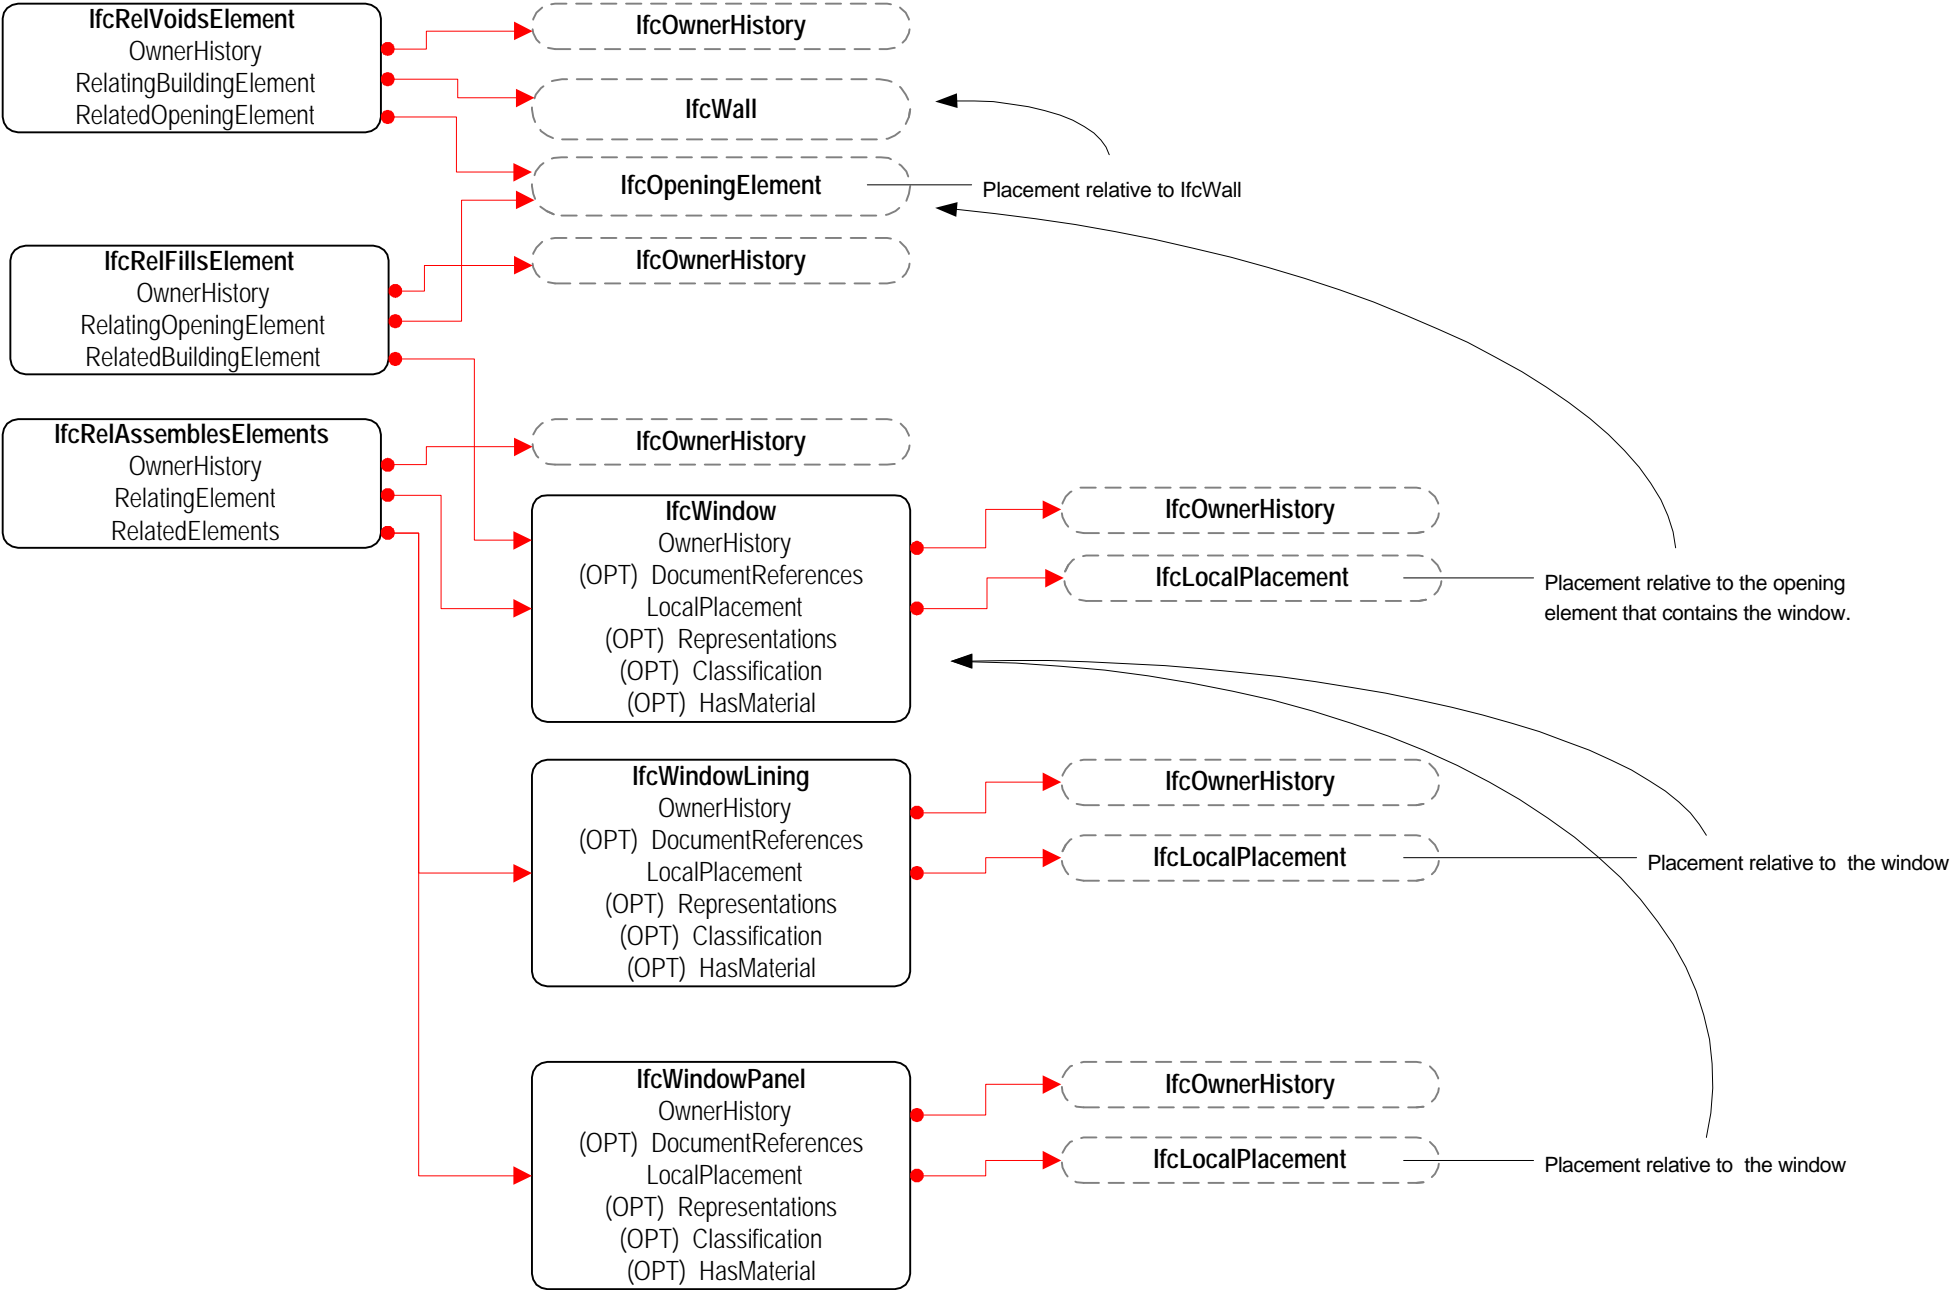 IfcRelVoidsElement
OwnerHistory
RelatingBuildingElement
RelatedOpeningElement
IfcOwnerHistory
IfcWall
IfcOpeningElement
Placement relative to IfcWall
IfcRelFillsElement
OwnerHistory
RelatingOpeningElement
RelatedBuildingElement
IfcOwnerHistory
IfcRelAssemblesElements
OwnerHistory
RelatingElement
RelatedElements
IfcOwnerHistory
IfcWindow
OwnerHistory
(OPT) DocumentReferences
LocalPlacement
(OPT) Representations
(OPT) Classification
(OPT) HasMaterial
IfcOwnerHistory
IfcLocalPlacement
Placement relative to the opening
element that contains the window.
IfcWindowLining
OwnerHistory
(OPT) DocumentReferences
LocalPlacement
(OPT) Representations
(OPT) Classification
(OPT) HasMaterial
IfcOwnerHistory
IfcLocalPlacement
Placement relative to the window
IfcWindowPanel
OwnerHistory
(OPT) DocumentReferences
LocalPlacement
(OPT) Representations
(OPT) Classification
(OPT) HasMaterial
IfcOwnerHistory
IfcLocalPlacement
Placement relative to the window